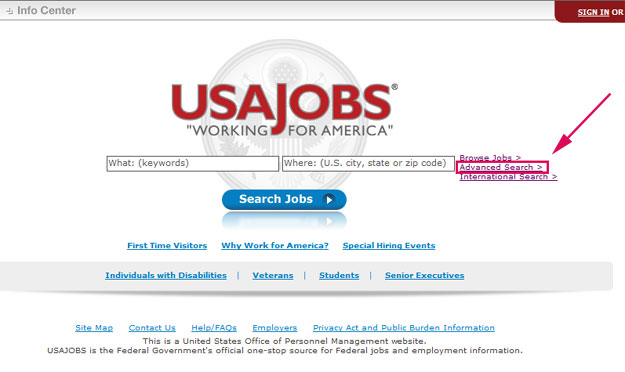 Info Center
SIGN IN OR
USAJOBS®
"WORKING FOR AMERICA"
What: (keywords) Where: (U.S. city, state or zip code)
Browse Jobs >
Advanced Search >
International Search >
Search Jobs
First Time Visitors Why Work for America? Special Hiring Events
Individuals with Disabilities | Veterans | Students | Senior Executives
Site Map Contact Us Help/FAQs Employers Privacy Act and Public Burden Information
This is a United States Office of Personnel Management website.
USAJOBS is the Federal Government's official one-stop source for Federal jobs and employment information.